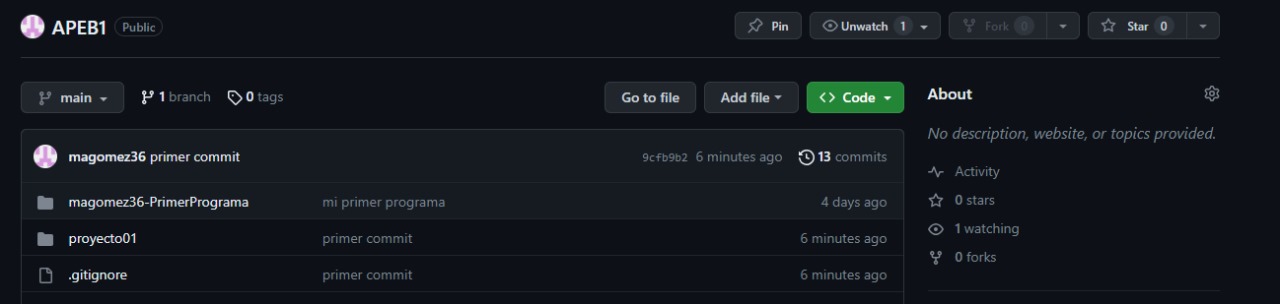 APEB1 Public Pin Unwatch 1 Fork 0 Star 0
main 1 branch 0 tags Go to file Add file Code
About
No description, website, or topics provided.
magomez36 primer commit 9cfb9b2 6 minutes ago 13 commits
magomez36-PrimerPrograma mi primer programa 4 days ago
proyecto01 primer commit 6 minutes ago
.gitignore primer commit 6 minutes ago
Activity
0 stars
1 watching
0 forks